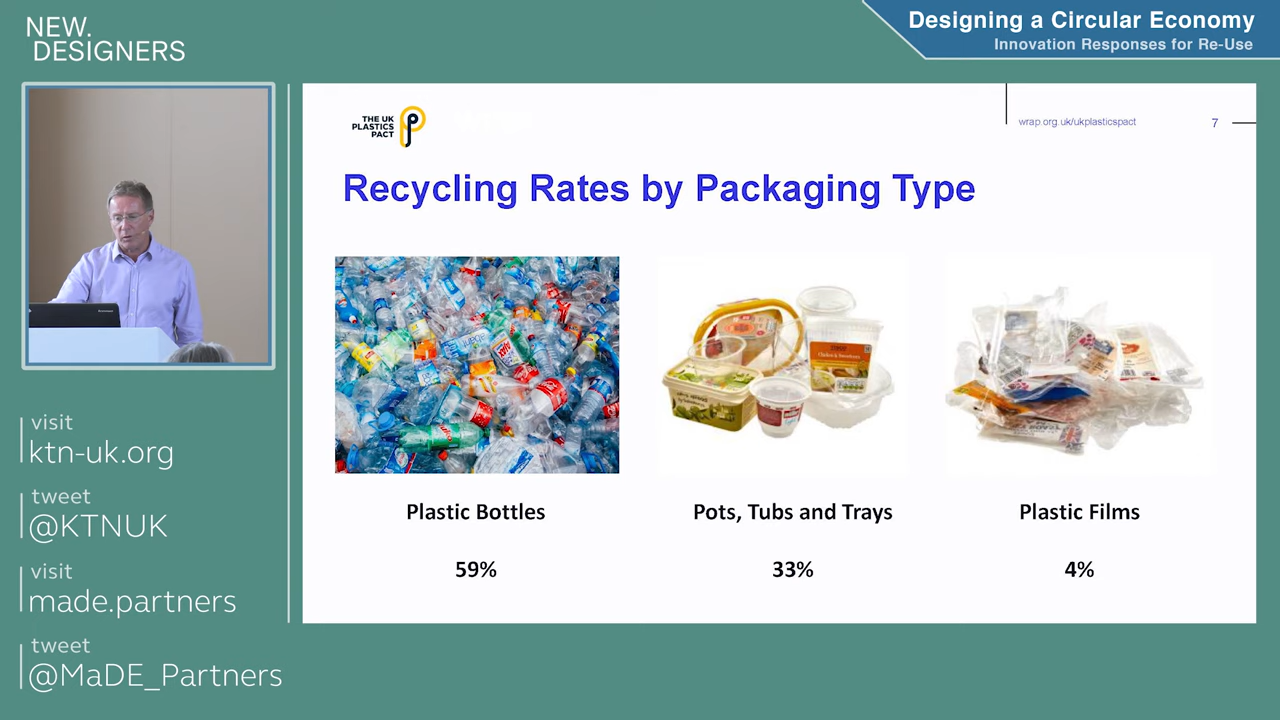 NEW.
DESIGNERS
Designing a Circular Economy
Innovation Responses for Re-Use
THE UK
PLASTICS
PACT
wrap.org.uk/ukplasticspact
7
Recycling Rates by Packaging Type
Plastic Bottles
Pots, Tubs and Trays
Plastic Films
59%
33%
4%
visit
ktn-uk.org
tweet
@KTNUK
visit
made.partners
tweet
@MaDE_Partners